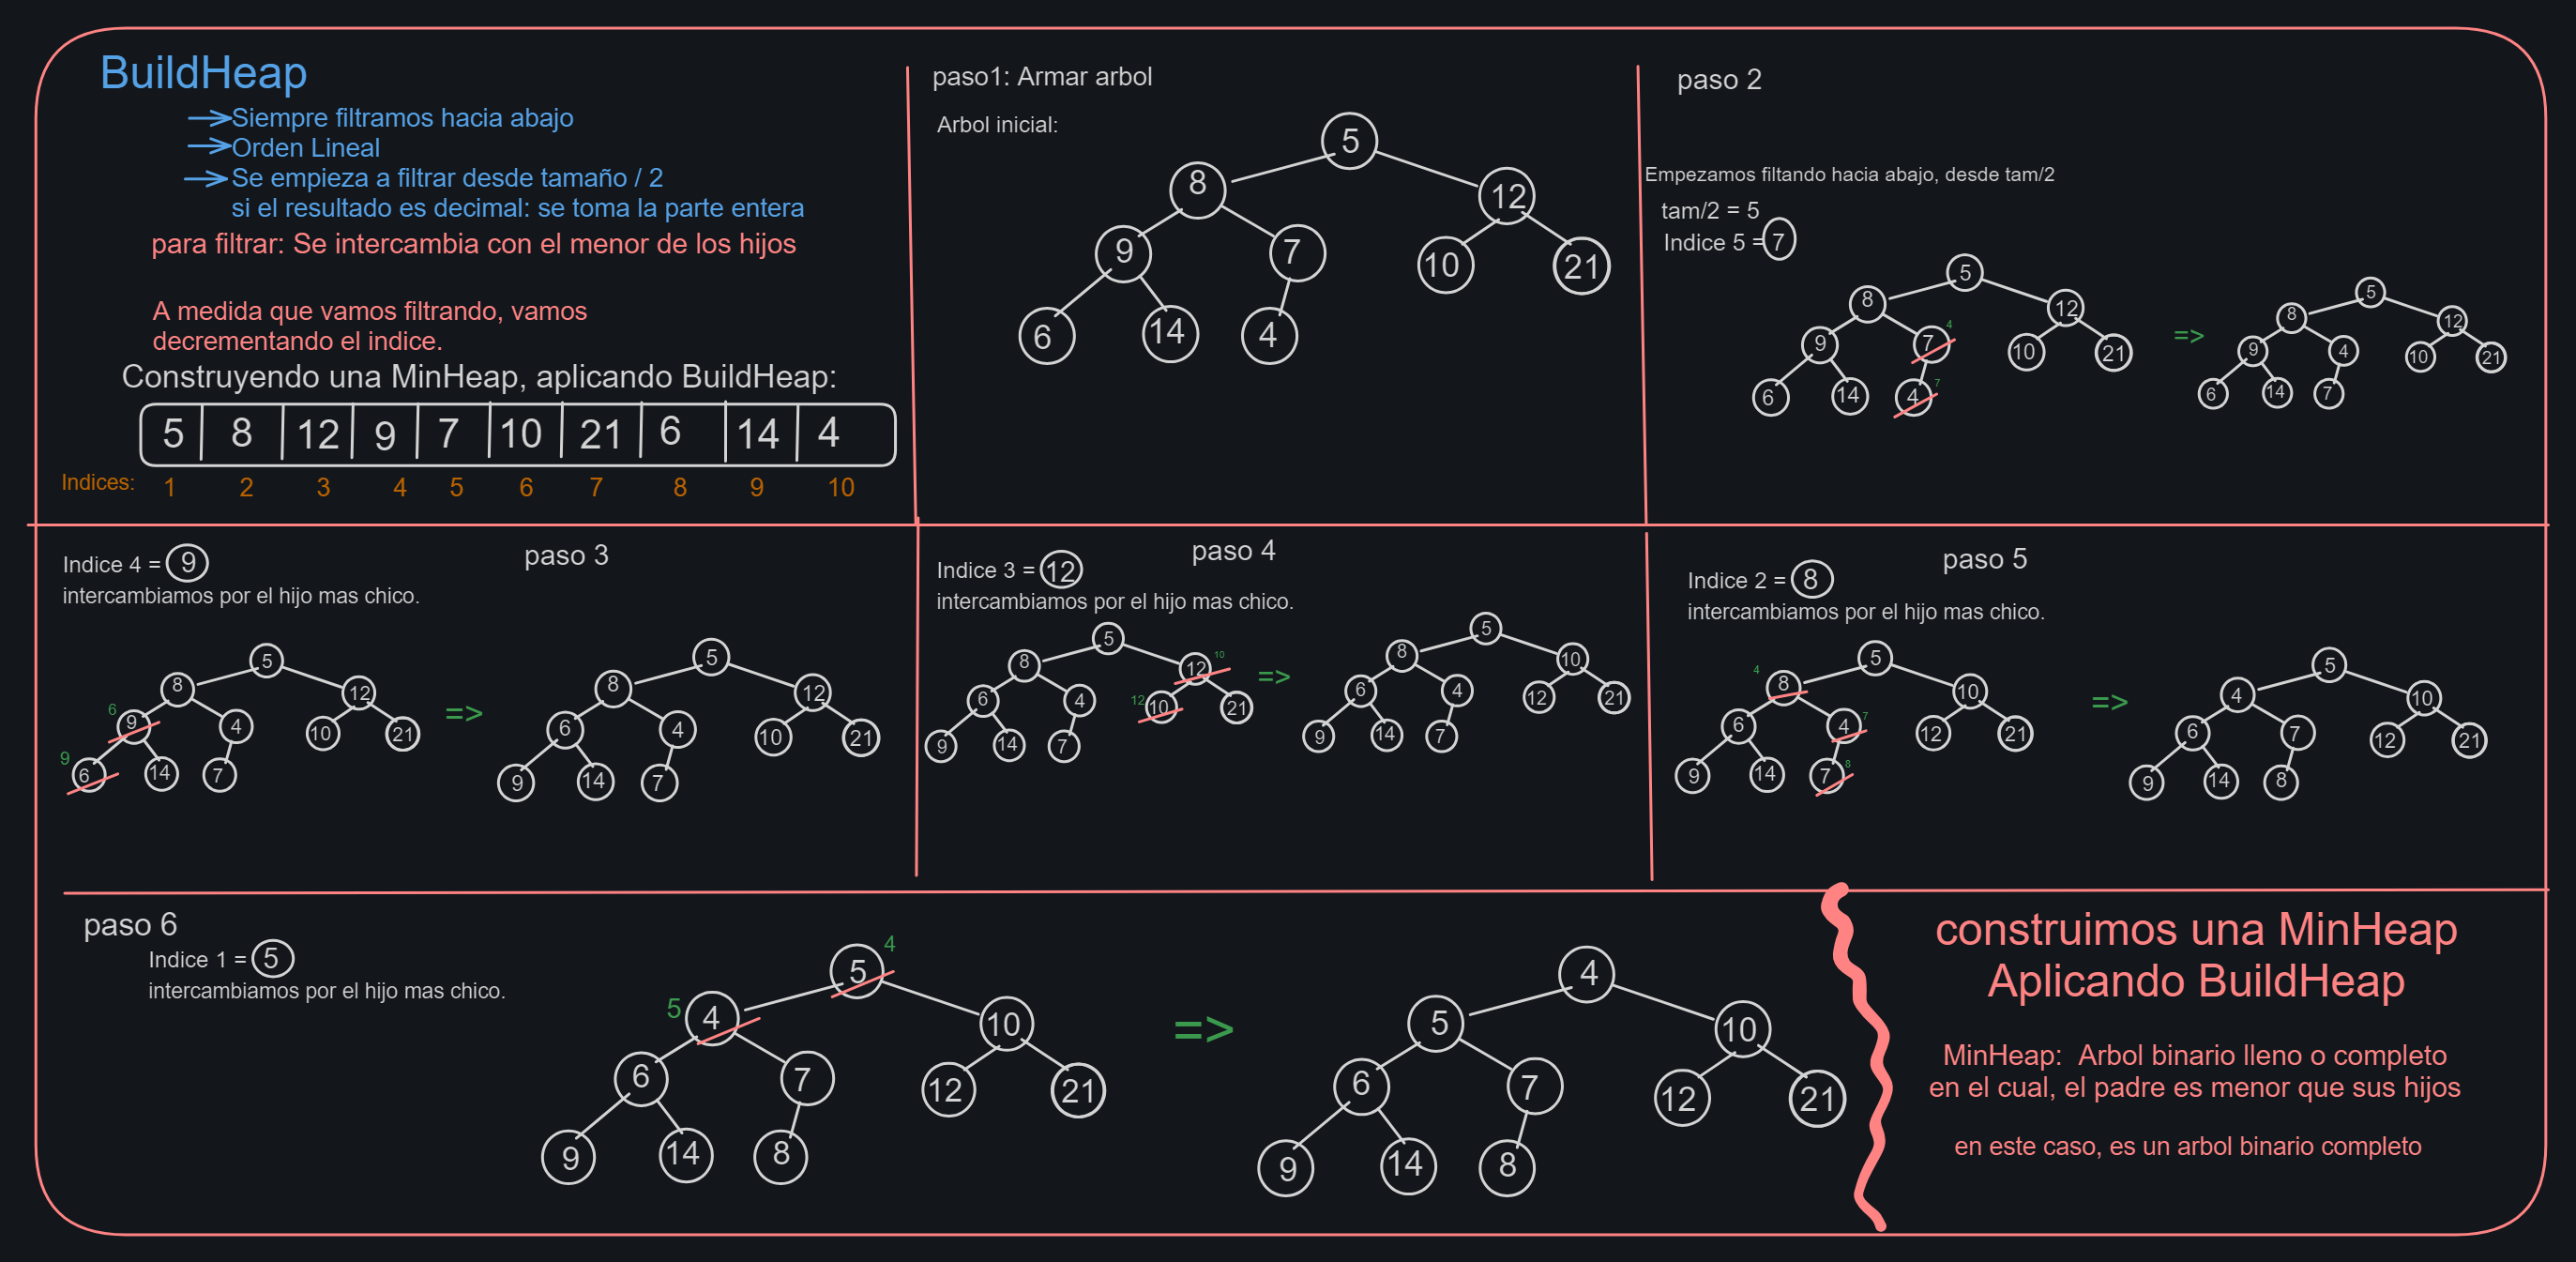 BuildHeap
Siempre filtramos hacia abajo
Orden Lineal
Se empieza a filtrar desde tamaño / 2
si el resultado es decimal: se toma la parte entera
para filtrar: Se intercambia con el menor de los hijos
A medida que vamos filtrando, vamos
decrementando el indice.
Construyendo una MinHeap, aplicando BuildHeap:
5 8 12 9 7 10 21 6 14 4
Indices: 1 2 3 4 5 6 7 8 9 10
paso1: Armar arbol
Arbol inicial:
5
8 12
9 7 10 21
6 14 4
paso 2
Empezamos filtando hacia abajo, desde tam/2
tam/2 = 5
Indice 5 = 7
5
8 12
4
9 7 10 21
7
6 14 4
=>
5
8 12
9 4 10 21
6 14 7
paso 3
Indice 4 = 9
intercambiamos por el hijo mas chico.
5
8 12
6
9 4 10 21
9
6 14 7
=>
5
8 12
6 4 10 21
9 14 7
paso 4
Indice 3 = 12
intercambiamos por el hijo mas chico.
5
10
8 12
12
6 4 10 21
9 14 7
=>
5
8 10
6 4 12 21
9 14 7
paso 5
Indice 2 = 8
intercambiamos por el hijo mas chico.
5
4
8 10
7
6 4 12 21
8
9 14 7
=>
5
4 10
6 7 12 21
9 14 8
paso 6
Indice 1 = 5
intercambiamos por el hijo mas chico.
4
5
5
4 10
6 7 12 21
9 14 8
=>
4
5 10
6 7 12 21
9 14 8
construimos una MinHeap
Aplicando BuildHeap
MinHeap: Arbol binario lleno o completo
en el cual, el padre es menor que sus hijos
en este caso, es un arbol binario completo